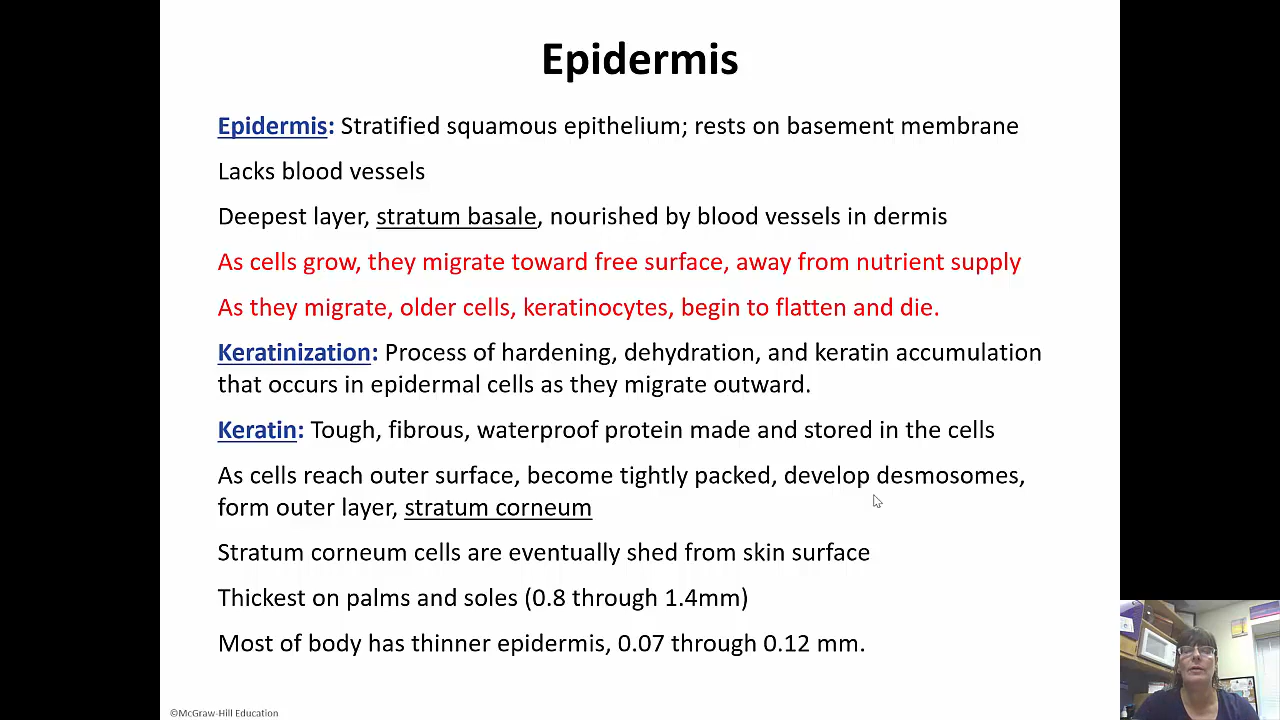 Epidermis
Epidermis: Stratified squamous epithelium; rests on basement membrane
Lacks blood vessels
Deepest layer, stratum basale, nourished by blood vessels in dermis
As cells grow, they migrate toward free surface, away from nutrient supply
As they migrate, older cells, keratinocytes, begin to flatten and die.
Keratinization: Process of hardening, dehydration, and keratin accumulation
that occurs in epidermal cells as they migrate outward.
Keratin: Tough, fibrous, waterproof protein made and stored in the cells
As cells reach outer surface, become tightly packed, develop desmosomes,
form outer layer, stratum corneum
Stratum corneum cells are eventually shed from skin surface
Thickest on palms and soles (0.8 through 1.4mm)
Most of body has thinner epidermis, 0.07 through 0.12 mm.
©McGraw-Hill Education